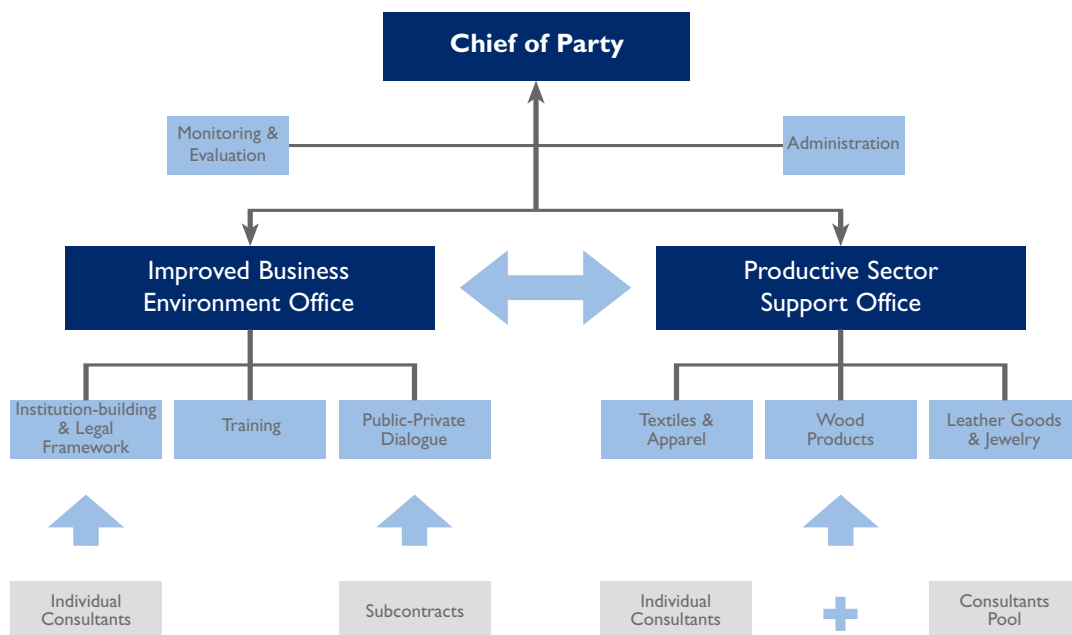 Chief of Party
Monitoring &
Evaluation
Administration
Improved Business
Environment Office
Productive Sector
Support Office
Institution-building
& Legal
Framework
Training
Public-Private
Dialogue
Textiles &
Apparel
Wood
Products
Leather Goods
& Jewelry
Individual
Consultants
Subcontracts
Individual
Consultants
Consultants
Pool